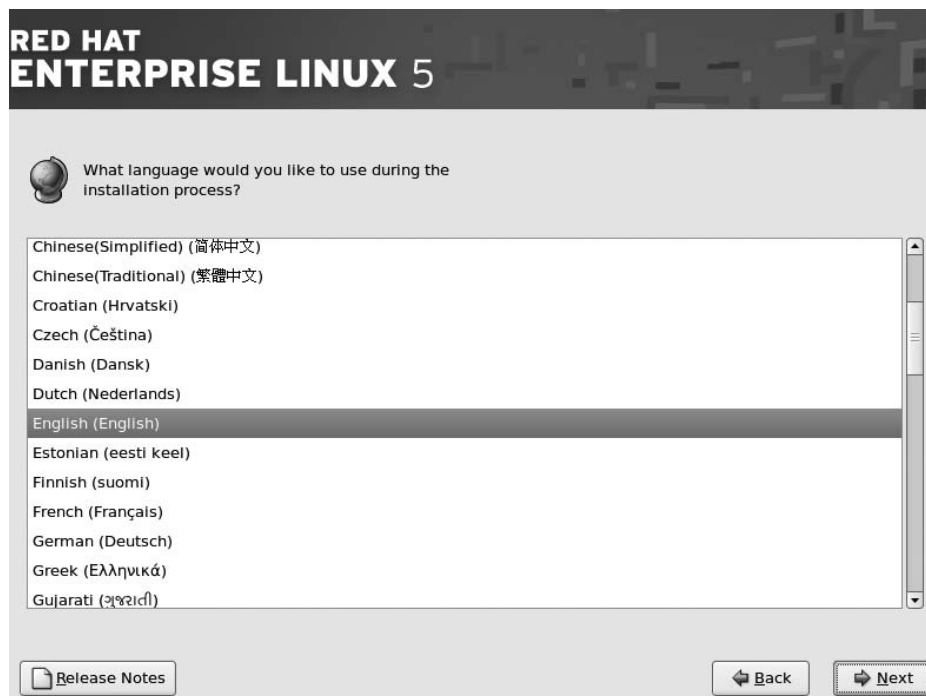 RED HAT
ENTERPRISE LINUX 5
What language would you like to use during the
installation process?
Chinese(Simplified) (简体中文)
Chinese(Traditional) (繁體中文)
Croatian (Hrvatski)
Czech (Čeština)
Danish (Dansk)
Dutch (Nederlands)
English (English)
Estonian (eesti keel)
Finnish (suomi)
French (Français)
German (Deutsch)
Greek (Ελληνικά)
Gujarati (ગુજરાતી)
Release Notes
Back
Next